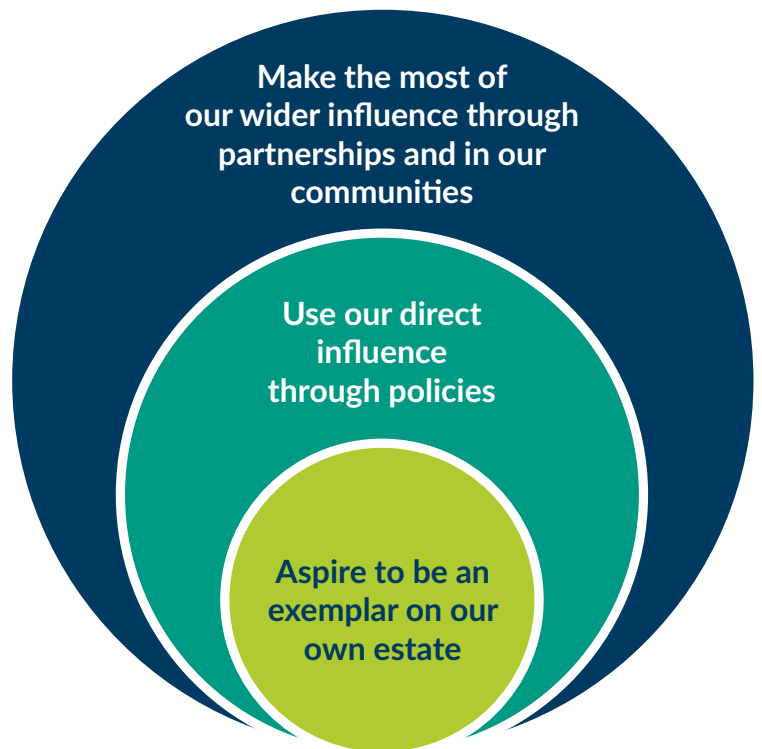 Make the most of
our wider influence through
partnerships and in our
communities
Use our direct
influence
through policies
Aspire to be an
exemplar on our
own estate